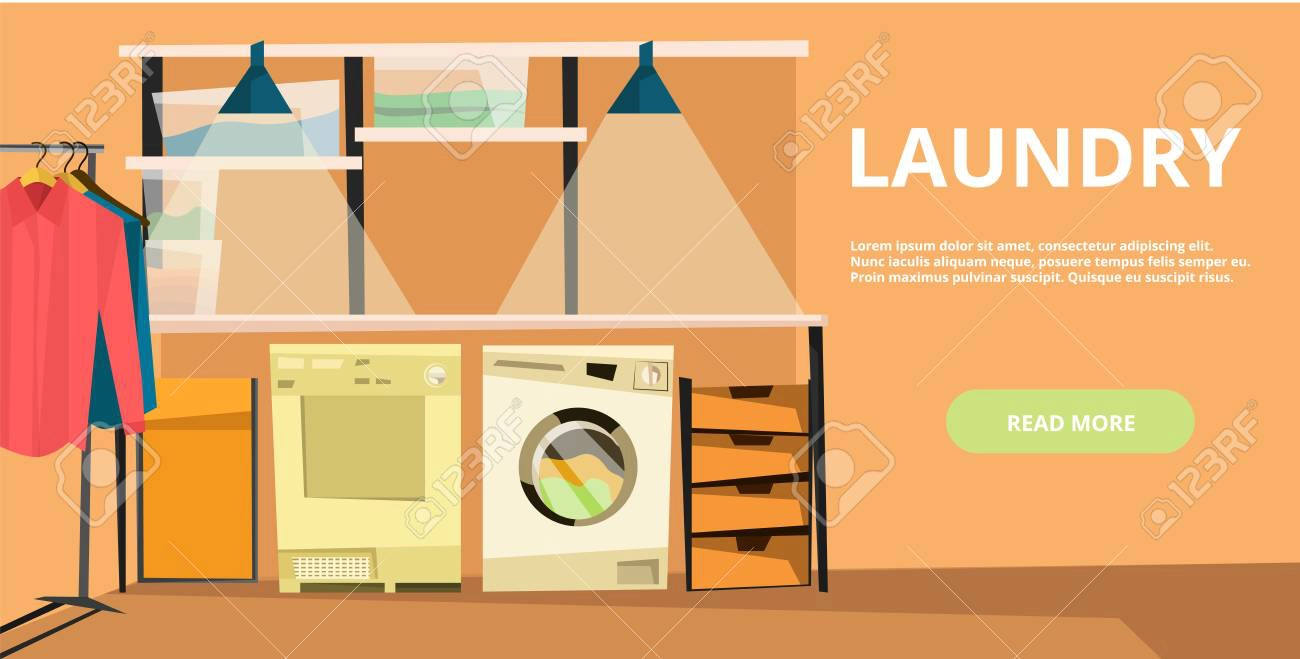 LAUNDRY
Lorem ipsum dolor sit amet, consectetur adipiscing elit.
Nunc iaculis aliquam neque, posuere tempus felis semper eu.
Proin maximus pulvinar suscipit. Quisque eu suscipit risus.
READ MORE
123RF
123RF
123RF
123RF
123RF
123RF
123RF
123RF